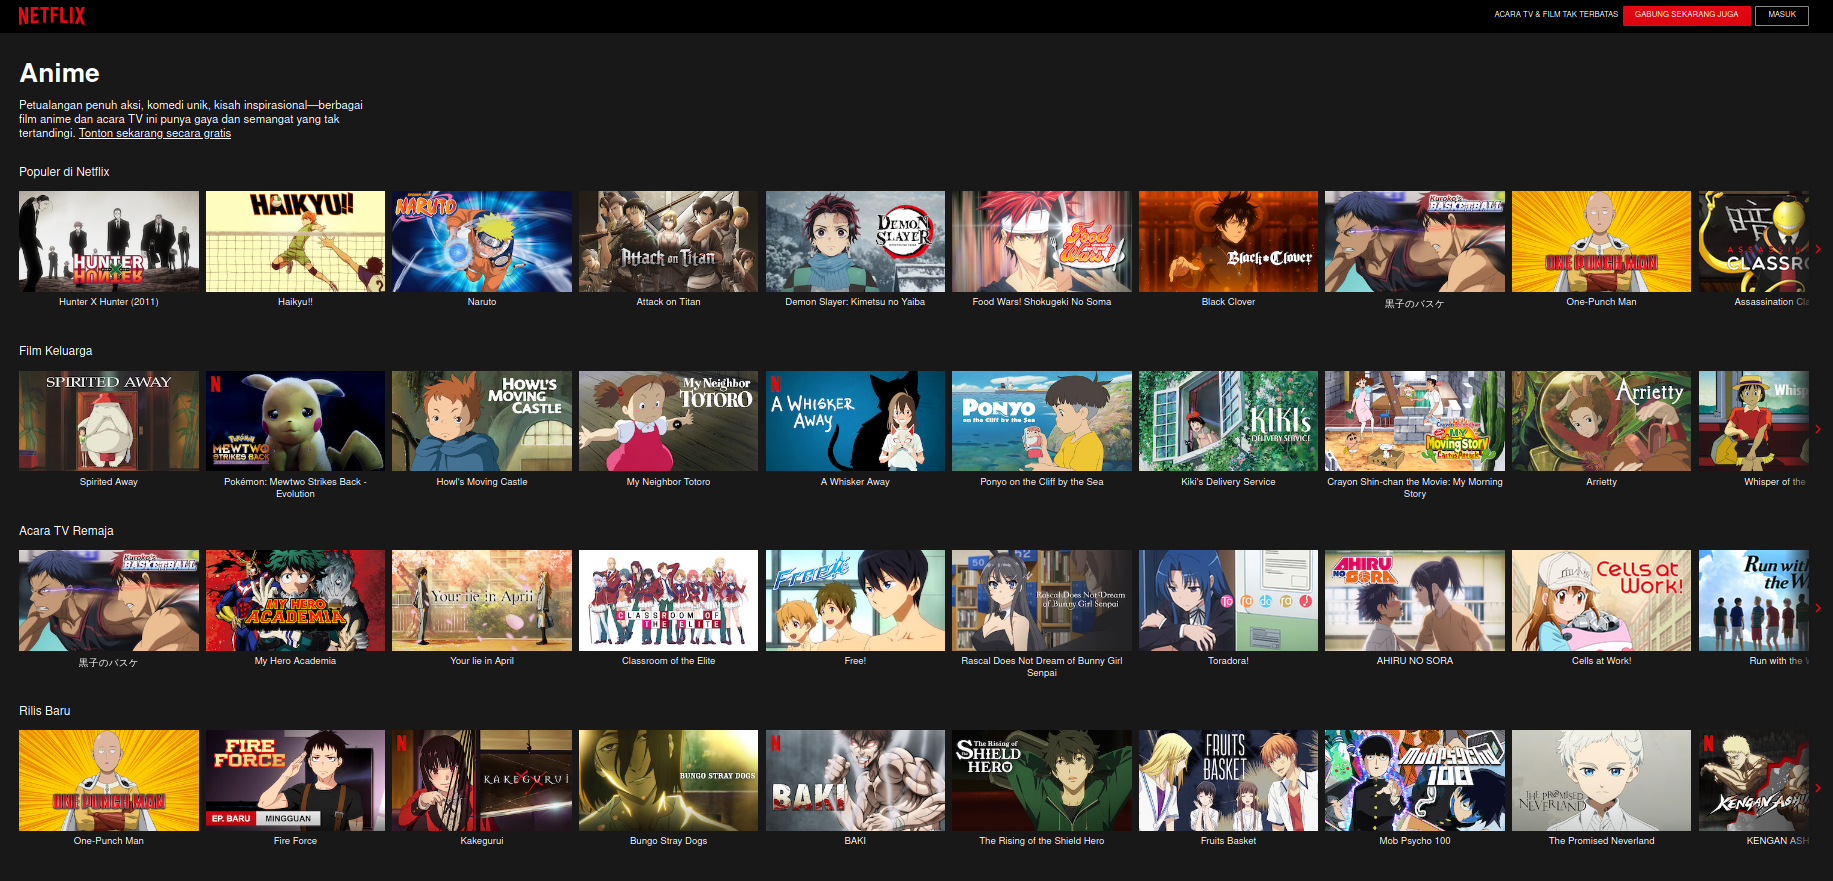 NETFLIX
ACARA TV & FILM TAK TERBATAS
GABUNG SEKARANG JUGA
MASUK
Anime
Petualangan penuh aksi, komedi unik, kisah inspirasional—berbagai
film anime dan acara TV ini punya gaya dan semangat yang tak
tertandingi. Tonton sekarang secara gratis
Populer di Netflix
HUNTER
HUNTER
HAIKYU!!
NARUTO
Attack on Titan
DEMON
SLAYER
Food
Wars!
Black Clover
Kuroko's
BASKETBALL
ONE PUNCH MAN
暗
ASSASSIN
CLASSRO
Hunter X Hunter (2011)
Haikyu!!
Naruto
Attack on Titan
Demon Slayer: Kimetsu no Yaiba
Food Wars! Shokugeki No Soma
Black Clover
黒子のバスケ
One-Punch Man
Assassination Cla
Film Keluarga
SPIRITED AWAY
N
POKÉMON
MEWTWO
STRIKES BACK
HOWL'S
MOVING
CASTLE
My Neighbor
TOTORO
N
A WHISKER
AWAY
PONYO
on the Cliff by the Sea
KIKI's
DELIVERY SERVICE
MY
Moving Story
Cactus Attack!
Arrietty
Whisp
Spirited Away
Pokémon: Mewtwo Strikes Back -
Evolution
Howl's Moving Castle
My Neighbor Totoro
A Whisker Away
Ponyo on the Cliff by the Sea
Kiki's Delivery Service
Crayon Shin-chan the Movie: My Morning
Story
Arrietty
Whisper of the
Acara TV Remaja
Kuroko's
BASKETBALL
MY HERO
ACADEMIA
Your lie in April
CLASSROOM OF
THE ELITE
Free!
50
52
Rascal Does Not Dream
of Bunny Girl Senpai
To ra do ra !
AHIRU
NO
SORA
Cells at
Work!
Run with
the W
黒子のバスケ
My Hero Academia
Your lie in April
Classroom of the Elite
Free!
Rascal Does Not Dream of Bunny Girl
Senpai
Toradora!
AHIRU NO SORA
Cells at Work!
Run with the W
Rilis Baru
ONE PUNCH MAN
FIRE
FORCE
EP. BARU
MINGGUAN
N
KAKEGURUI
BUNGO STRAY DOGS
N
BAKI
The Rising of
the SHIELD
HERO
FRUITS
BASKET
Mob Psycho
100
THE PROMISED
NEVERLAND
N
KENGAN ASHU
One-Punch Man
Fire Force
Kakegurui
Bungo Stray Dogs
BAKI
The Rising of the Shield Hero
Fruits Basket
Mob Psycho 100
The Promised Neverland
KENGAN ASH